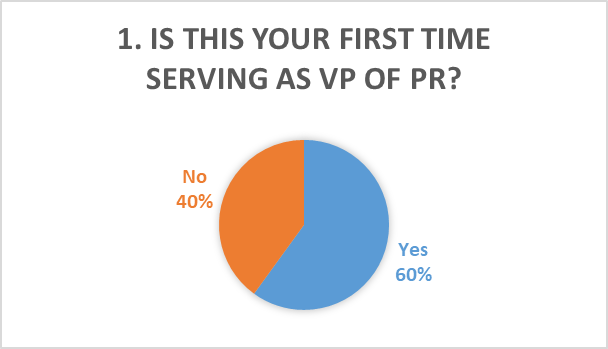 1. IS THIS YOUR FIRST TIME
SERVING AS VP OF PR?
No
40%
Yes
60%